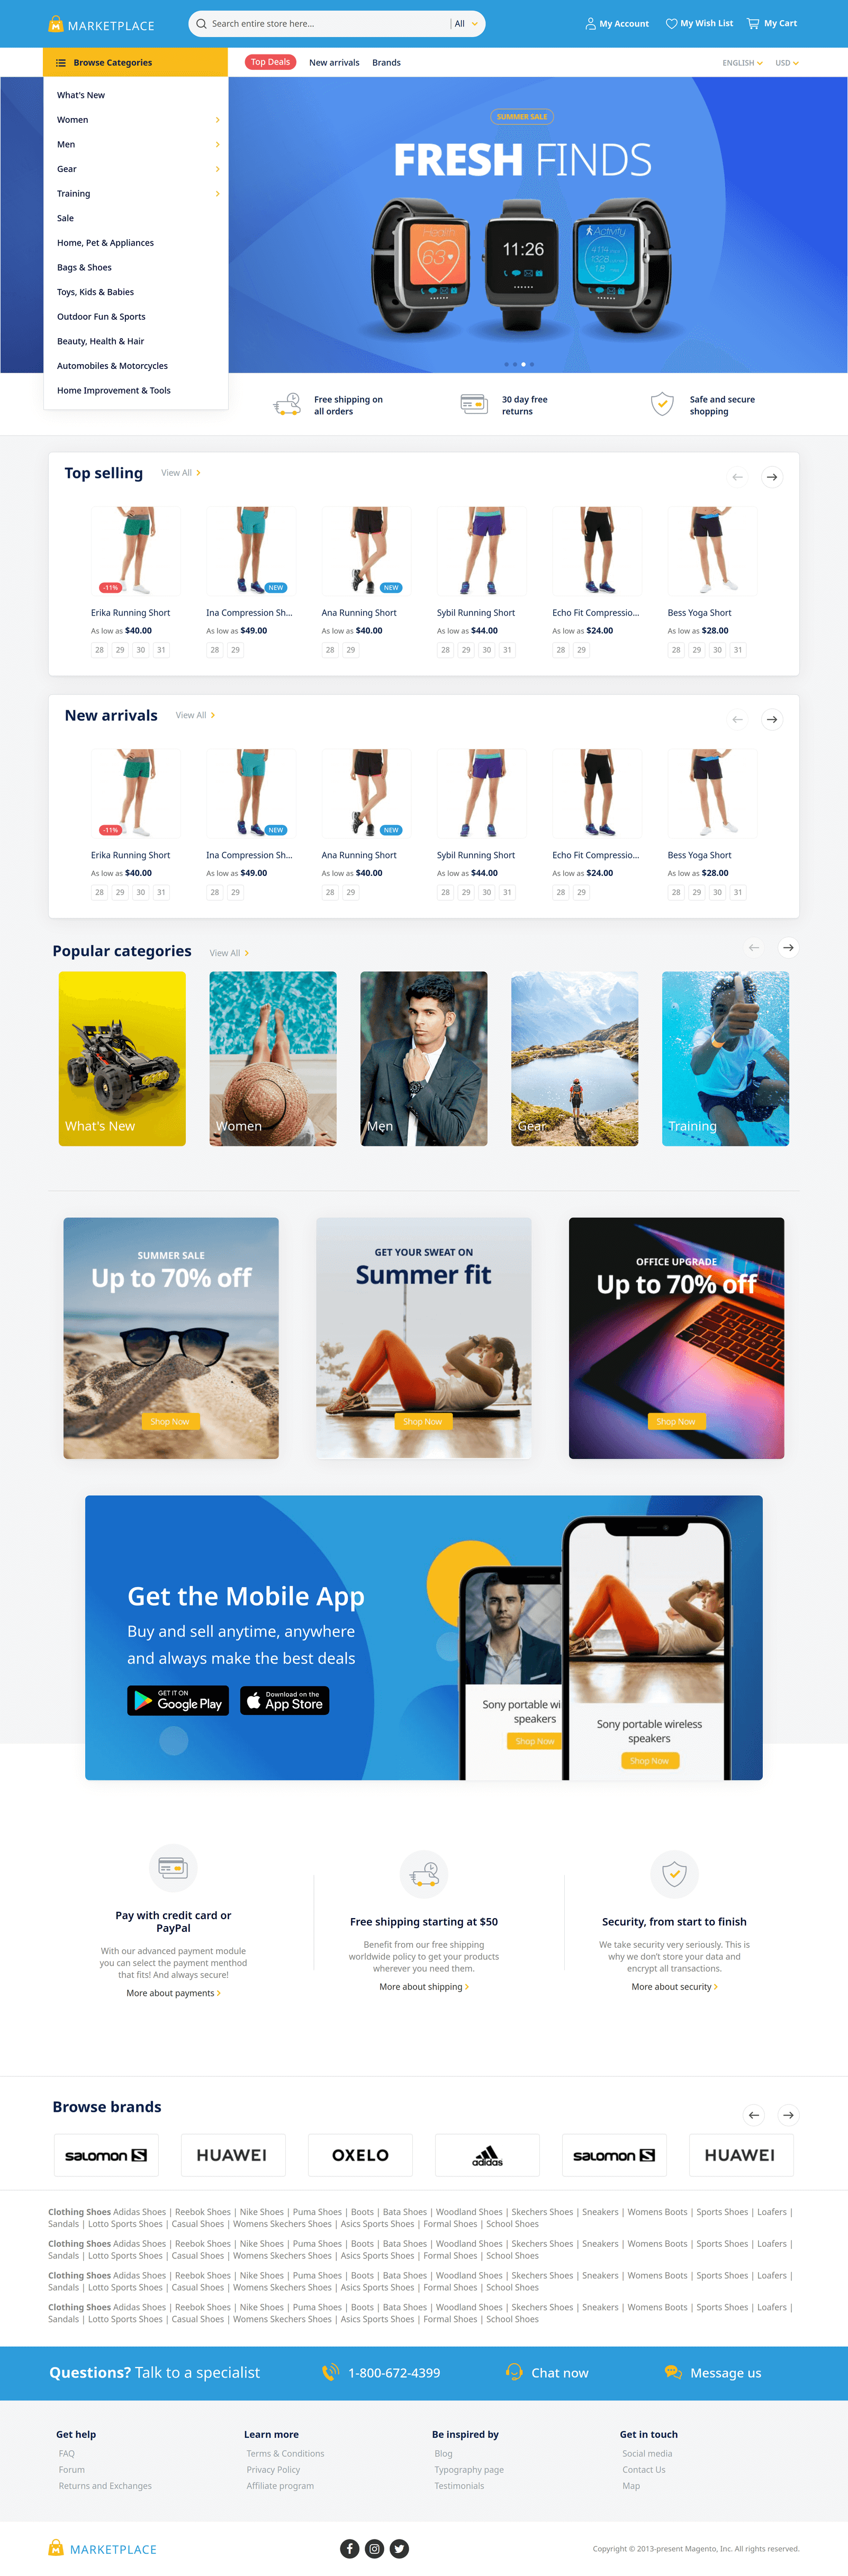 MARKETPLACE
Search entire store here...
All
My Account
My Wish List
My Cart
Browse Categories
Top Deals
New arrivals
Brands
ENGLISH
USD
What's New
Women
Men
Gear
Training
Sale
Home, Pet & Appliances
Bags & Shoes
Toys, Kids & Babies
Outdoor Fun & Sports
Beauty, Health & Hair
Automobiles & Motorcycles
Home Improvement & Tools
SUMMER SALE
FRESH FINDS
Health
63
11:26
Activity
Free shipping on
all orders
30 day free
returns
Safe and secure
shopping
Top selling
View All
-11%
NEW
NEW
Erika Running Short
Ina Compression Sh...
Ana Running Short
Sybil Running Short
Echo Fit Compressio...
Bess Yoga Short
As low as $40.00
As low as $49.00
As low as $40.00
As low as $44.00
As low as $24.00
As low as $28.00
28 29 30 31
28 29
28 29
28 29 30 31
28 29
28 29 30 31
New arrivals
View All
-11%
NEW
NEW
Erika Running Short
Ina Compression Sh...
Ana Running Short
Sybil Running Short
Echo Fit Compressio...
Bess Yoga Short
As low as $40.00
As low as $49.00
As low as $40.00
As low as $44.00
As low as $24.00
As low as $28.00
28 29 30 31
28 29
28 29
28 29 30 31
28 29
28 29 30 31
Popular categories
View All
What's New
Women
Men
Gear
Training
SUMMER SALE
Up to 70% off
Shop Now
GET YOUR SWEAT ON
Summer fit
Shop Now
OFFICE UPGRADE
Up to 70% off
Shop Now
Get the Mobile App
Buy and sell anytime, anywhere
and always make the best deals
GET IT ON
Google Play
Download on the
App Store
Sony portable wi
speakers
Shop Now
Sony portable wireless
speakers
Shop Now
Pay with credit card or
PayPal
With our advanced payment module
you can select the payment menthod
that fits! And always secure!
More about payments
Free shipping starting at $50
Benefit from our free shipping
worldwide policy to get your products
wherever you need them.
More about shipping
Security, from start to finish
We take security very seriously. This is
why we don't store your data and
encrypt all transactions.
More about security
Browse brands
salomon S
HUAWEI
OXELO
adidas
salomon S
HUAWEI
Clothing Shoes Adidas Shoes | Reebok Shoes | Nike Shoes | Puma Shoes | Boots | Bata Shoes | Woodland Shoes | Skechers Shoes | Sneakers | Womens Boots | Sports Shoes | Loafers |
Sandals | Lotto Sports Shoes | Casual Shoes | Womens Skechers Shoes | Asics Sports Shoes | Formal Shoes | School Shoes
Clothing Shoes Adidas Shoes | Reebok Shoes | Nike Shoes | Puma Shoes | Boots | Bata Shoes | Woodland Shoes | Skechers Shoes | Sneakers | Womens Boots | Sports Shoes | Loafers |
Sandals | Lotto Sports Shoes | Casual Shoes | Womens Skechers Shoes | Asics Sports Shoes | Formal Shoes | School Shoes
Clothing Shoes Adidas Shoes | Reebok Shoes | Nike Shoes | Puma Shoes | Boots | Bata Shoes | Woodland Shoes | Skechers Shoes | Sneakers | Womens Boots | Sports Shoes | Loafers |
Sandals | Lotto Sports Shoes | Casual Shoes | Womens Skechers Shoes | Asics Sports Shoes | Formal Shoes | School Shoes
Clothing Shoes Adidas Shoes | Reebok Shoes | Nike Shoes | Puma Shoes | Boots | Bata Shoes | Woodland Shoes | Skechers Shoes | Sneakers | Womens Boots | Sports Shoes | Loafers |
Sandals | Lotto Sports Shoes | Casual Shoes | Womens Skechers Shoes | Asics Sports Shoes | Formal Shoes | School Shoes
Questions? Talk to a specialist
1-800-672-4399
Chat now
Message us
Get help
FAQ
Forum
Returns and Exchanges
Learn more
Terms & Conditions
Privacy Policy
Affiliate program
Be inspired by
Blog
Typography page
Testimonials
Get in touch
Social media
Contact Us
Map
MARKETPLACE
Copyright © 2013-present Magento, Inc. All rights reserved.